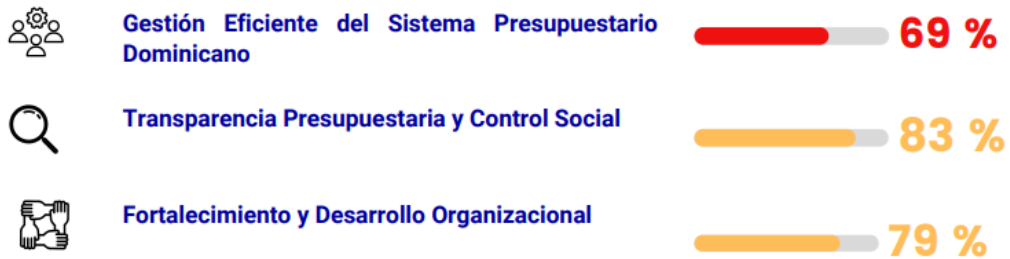 Gestión Eficiente del Sistema Presupuestario
Dominicano
69 %
Transparencia Presupuestaria y Control Social
83 %
Fortalecimiento y Desarrollo Organizacional
79 %